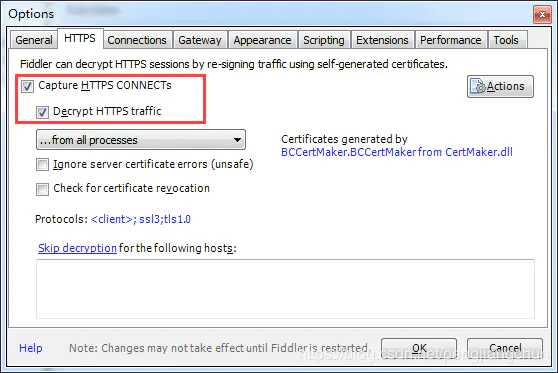 Options
General HTTPS Connections Gateway Appearance Scripting Extensions Performance Tools
Fiddler can decrypt HTTPS sessions by re-signing traffic using self-generated certificates.
Capture HTTPS CONNECTs
Actions
Decrypt HTTPS traffic
...from all processes
Certificates generated by
BCCertMaker.BCCertMaker from CertMaker.dll
Ignore server certificate errors (unsafe)
Check for certificate revocation
Protocols: <client>; ssl3;tls1.0
Skip decryption for the following hosts:
Help
Note: Changes may not take effect until Fiddler is restarted.
OK
Cancel